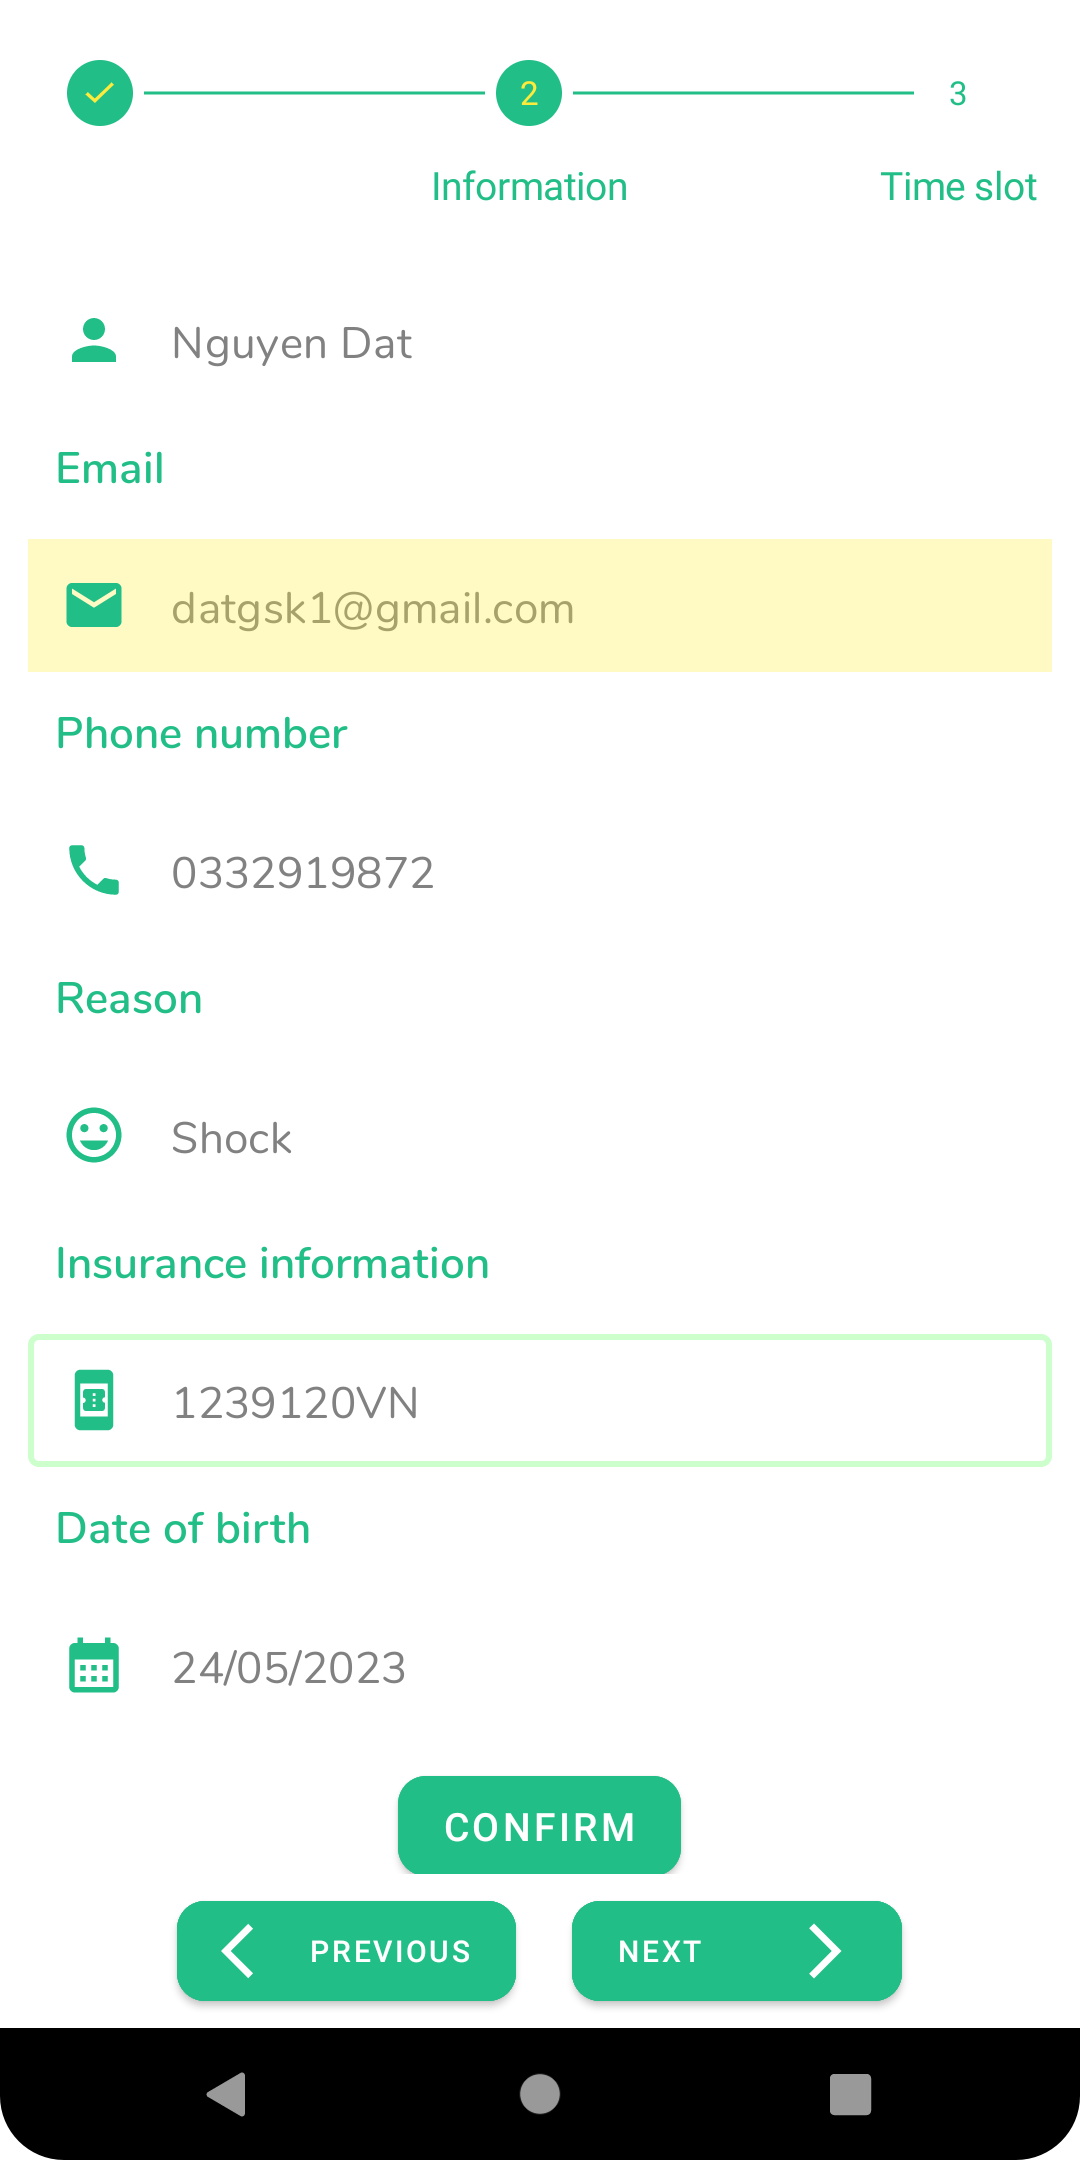 2
3
Information
Time slot
Nguyen Dat
Email
datgsk1@gmail.com
Phone number
0332919872
Reason
Shock
Insurance information
1239120VN
Date of birth
24/05/2023
CONFIRM
PREVIOUS
NEXT